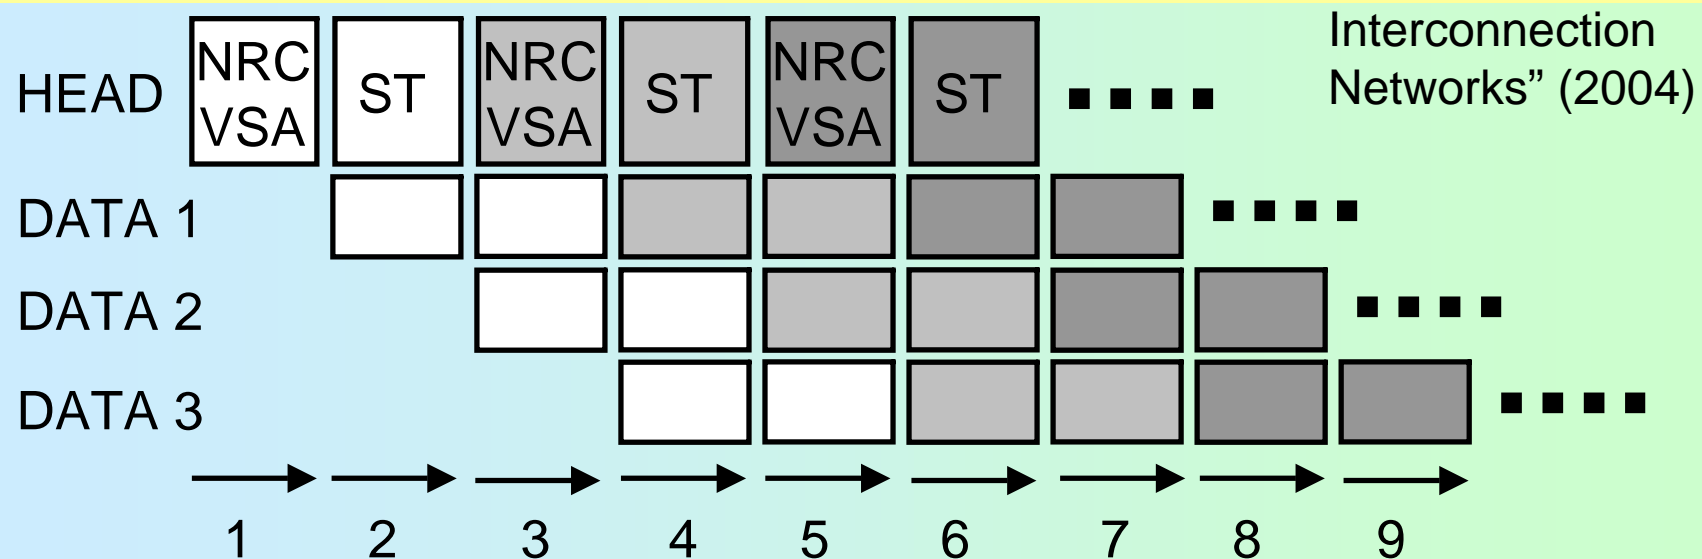 HEAD
NRC ST NRC ST NRC ST
VSA VSA VSA
Interconnection
Networks” (2004)
DATA 1
DATA 2
DATA 3
1 2 3 4 5 6 7 8 9